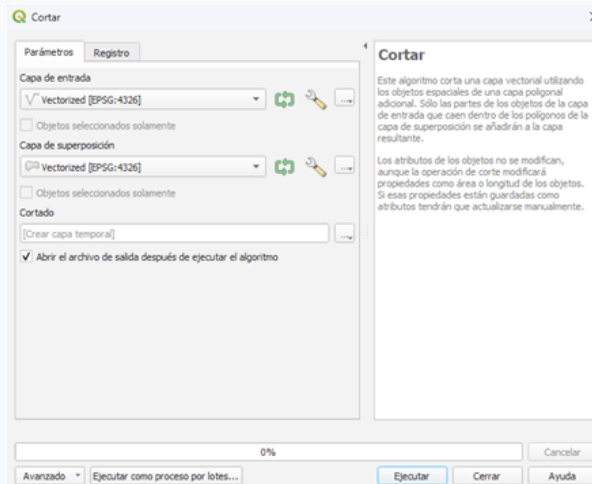 Cortar
Parámetros
Registro
Capa de entrada
Vectorized [EPSG:4326]
...
Objetos seleccionados solamente
Capa de superposición
Vectorized [EPSG:4326]
...
Objetos seleccionados solamente
Cortado
[Crear capa temporal]
...
Abrir el archivo de salida después de ejecutar el algoritmo
Cortar
Este algoritmo corta una capa vectorial utilizando
los objetos espaciales de una capa poligonal
adicional. Sólo las partes de los objetos de la capa
de entrada que caen dentro de los polígonos de la
capa de superposición se añadirán a la capa
resultante.
Los atributos de los objetos no se modifican,
aunque la operación de corte modificará
propiedades como área o longitud de los objetos.
Si esas propiedades están guardadas como
atributos tendrán que actualizarse manualmente.
0%
Cancelar
Avanzado
Ejecutar como proceso por lotes...
Ejecutar
Cerrar
Ayuda